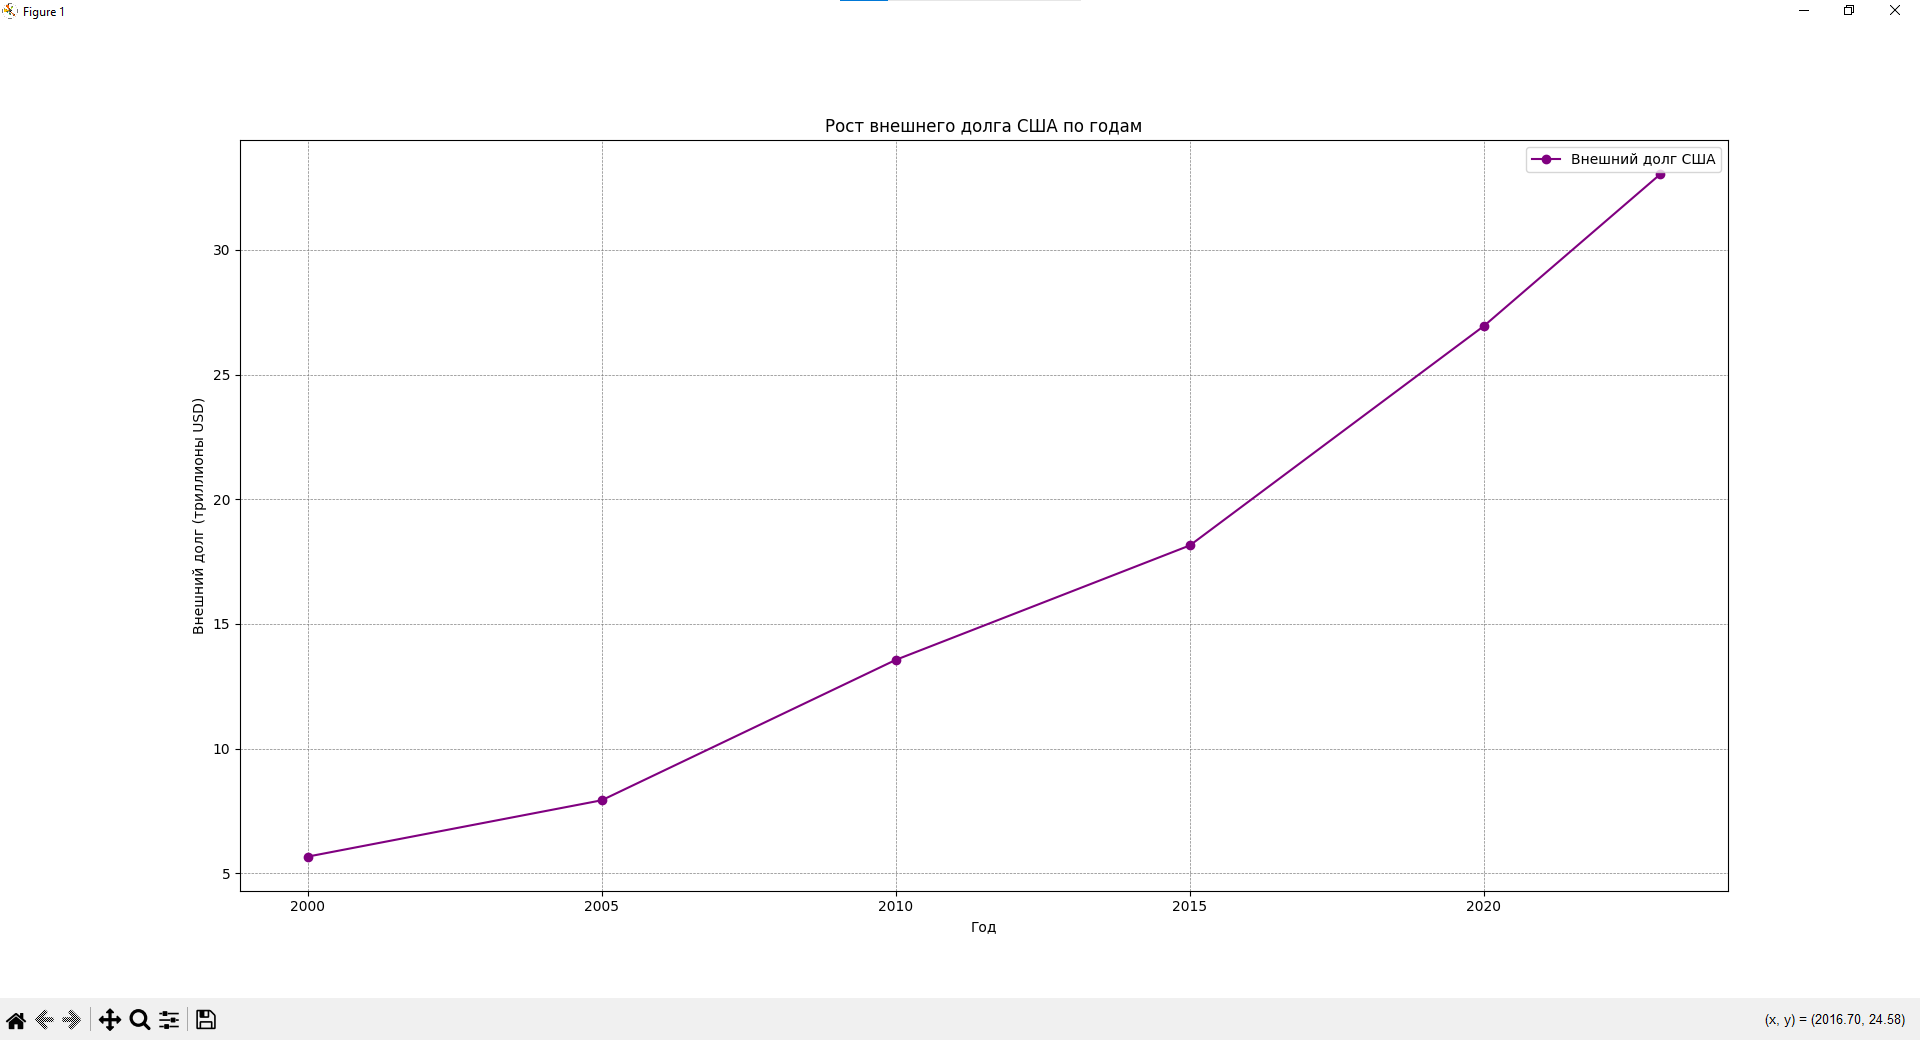 Figure 1
Рост внешнего долга США по годам
Внешний долг США
Внешний долг (триллионы USD)
30
25
20
15
10
5
2000 2005 2010 2015 2020
Год
(x, y) = (2016.70, 24.58)